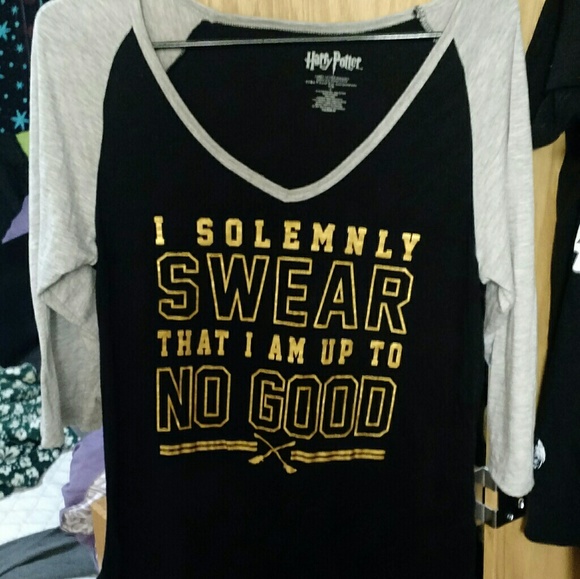 Harry Potter
I SOLEMNLY
SWEAR
THAT I AM UP TO
NO GOOD